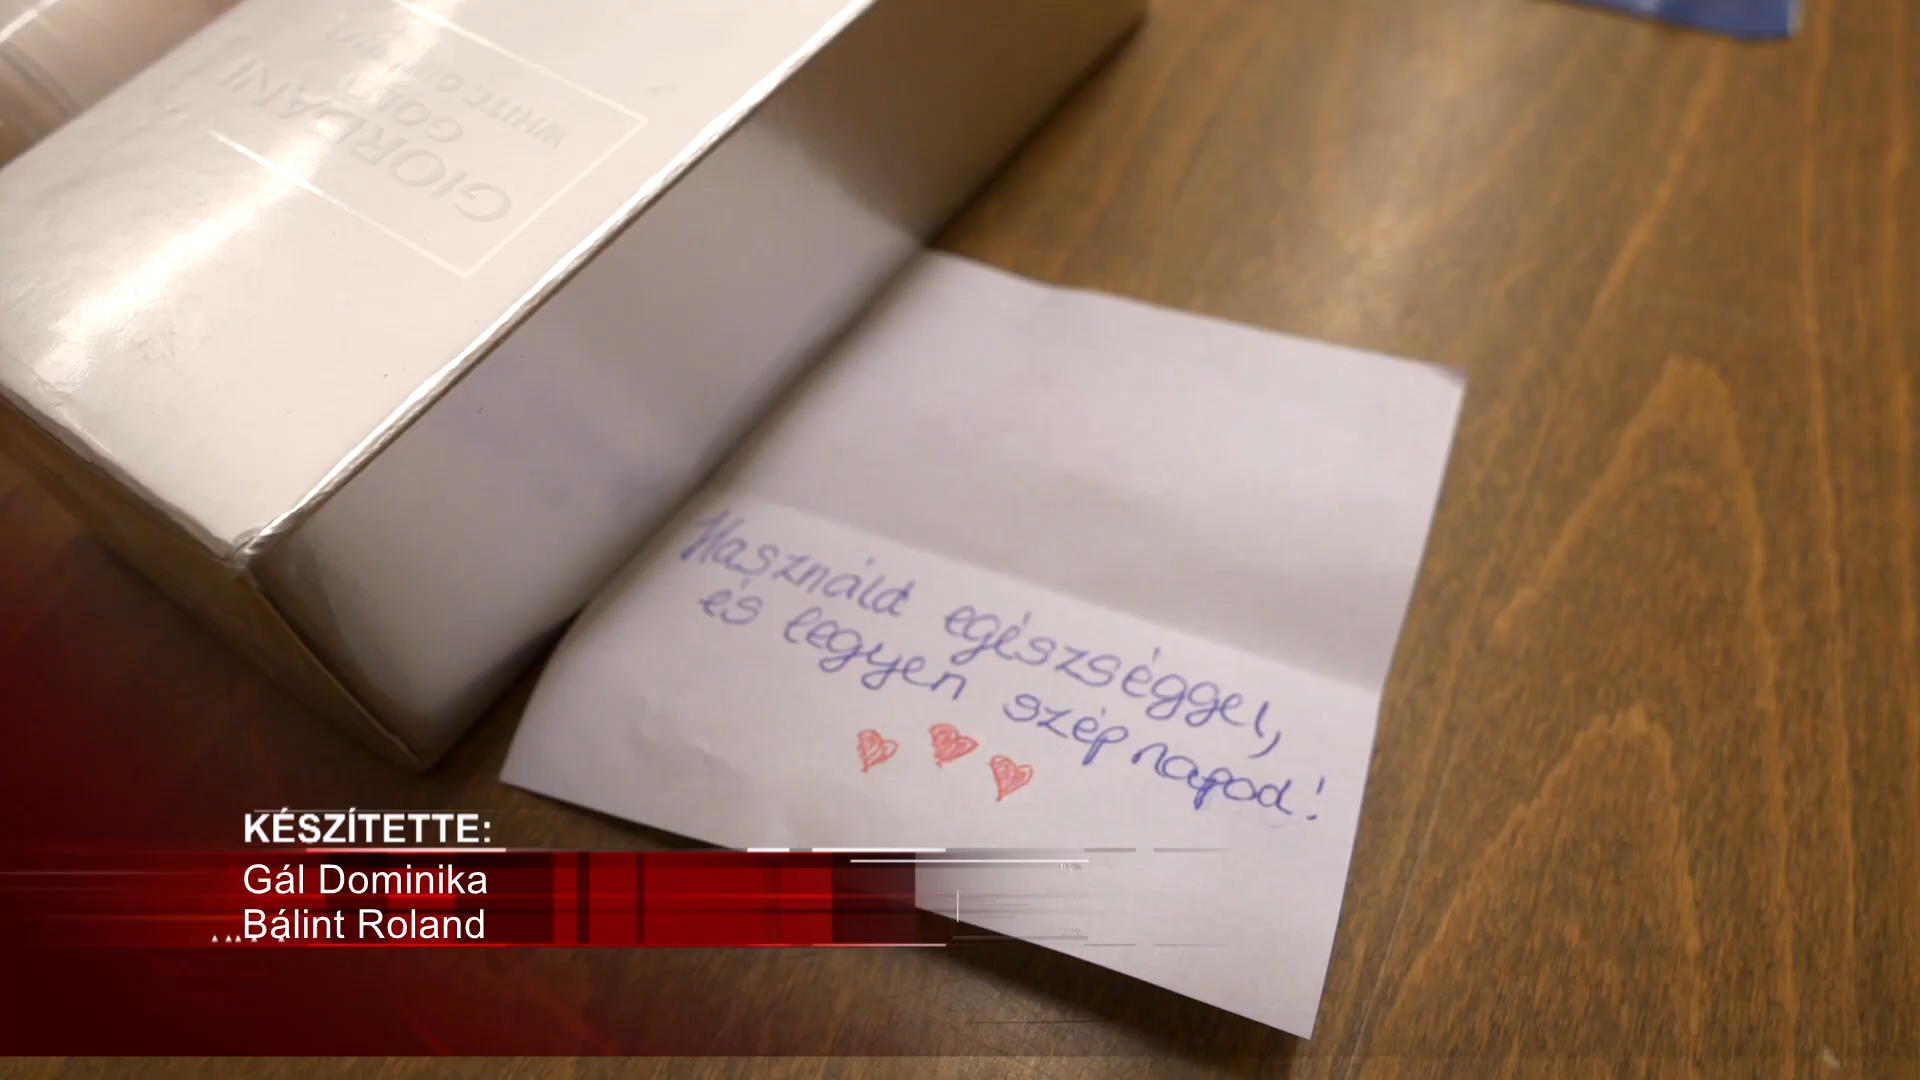 GIORDANI
GOLD
WHITE
Használd egészséggel,
és legyen szép napod!
KÉSZÍTETTE:
Gál Dominika
Bálint Roland